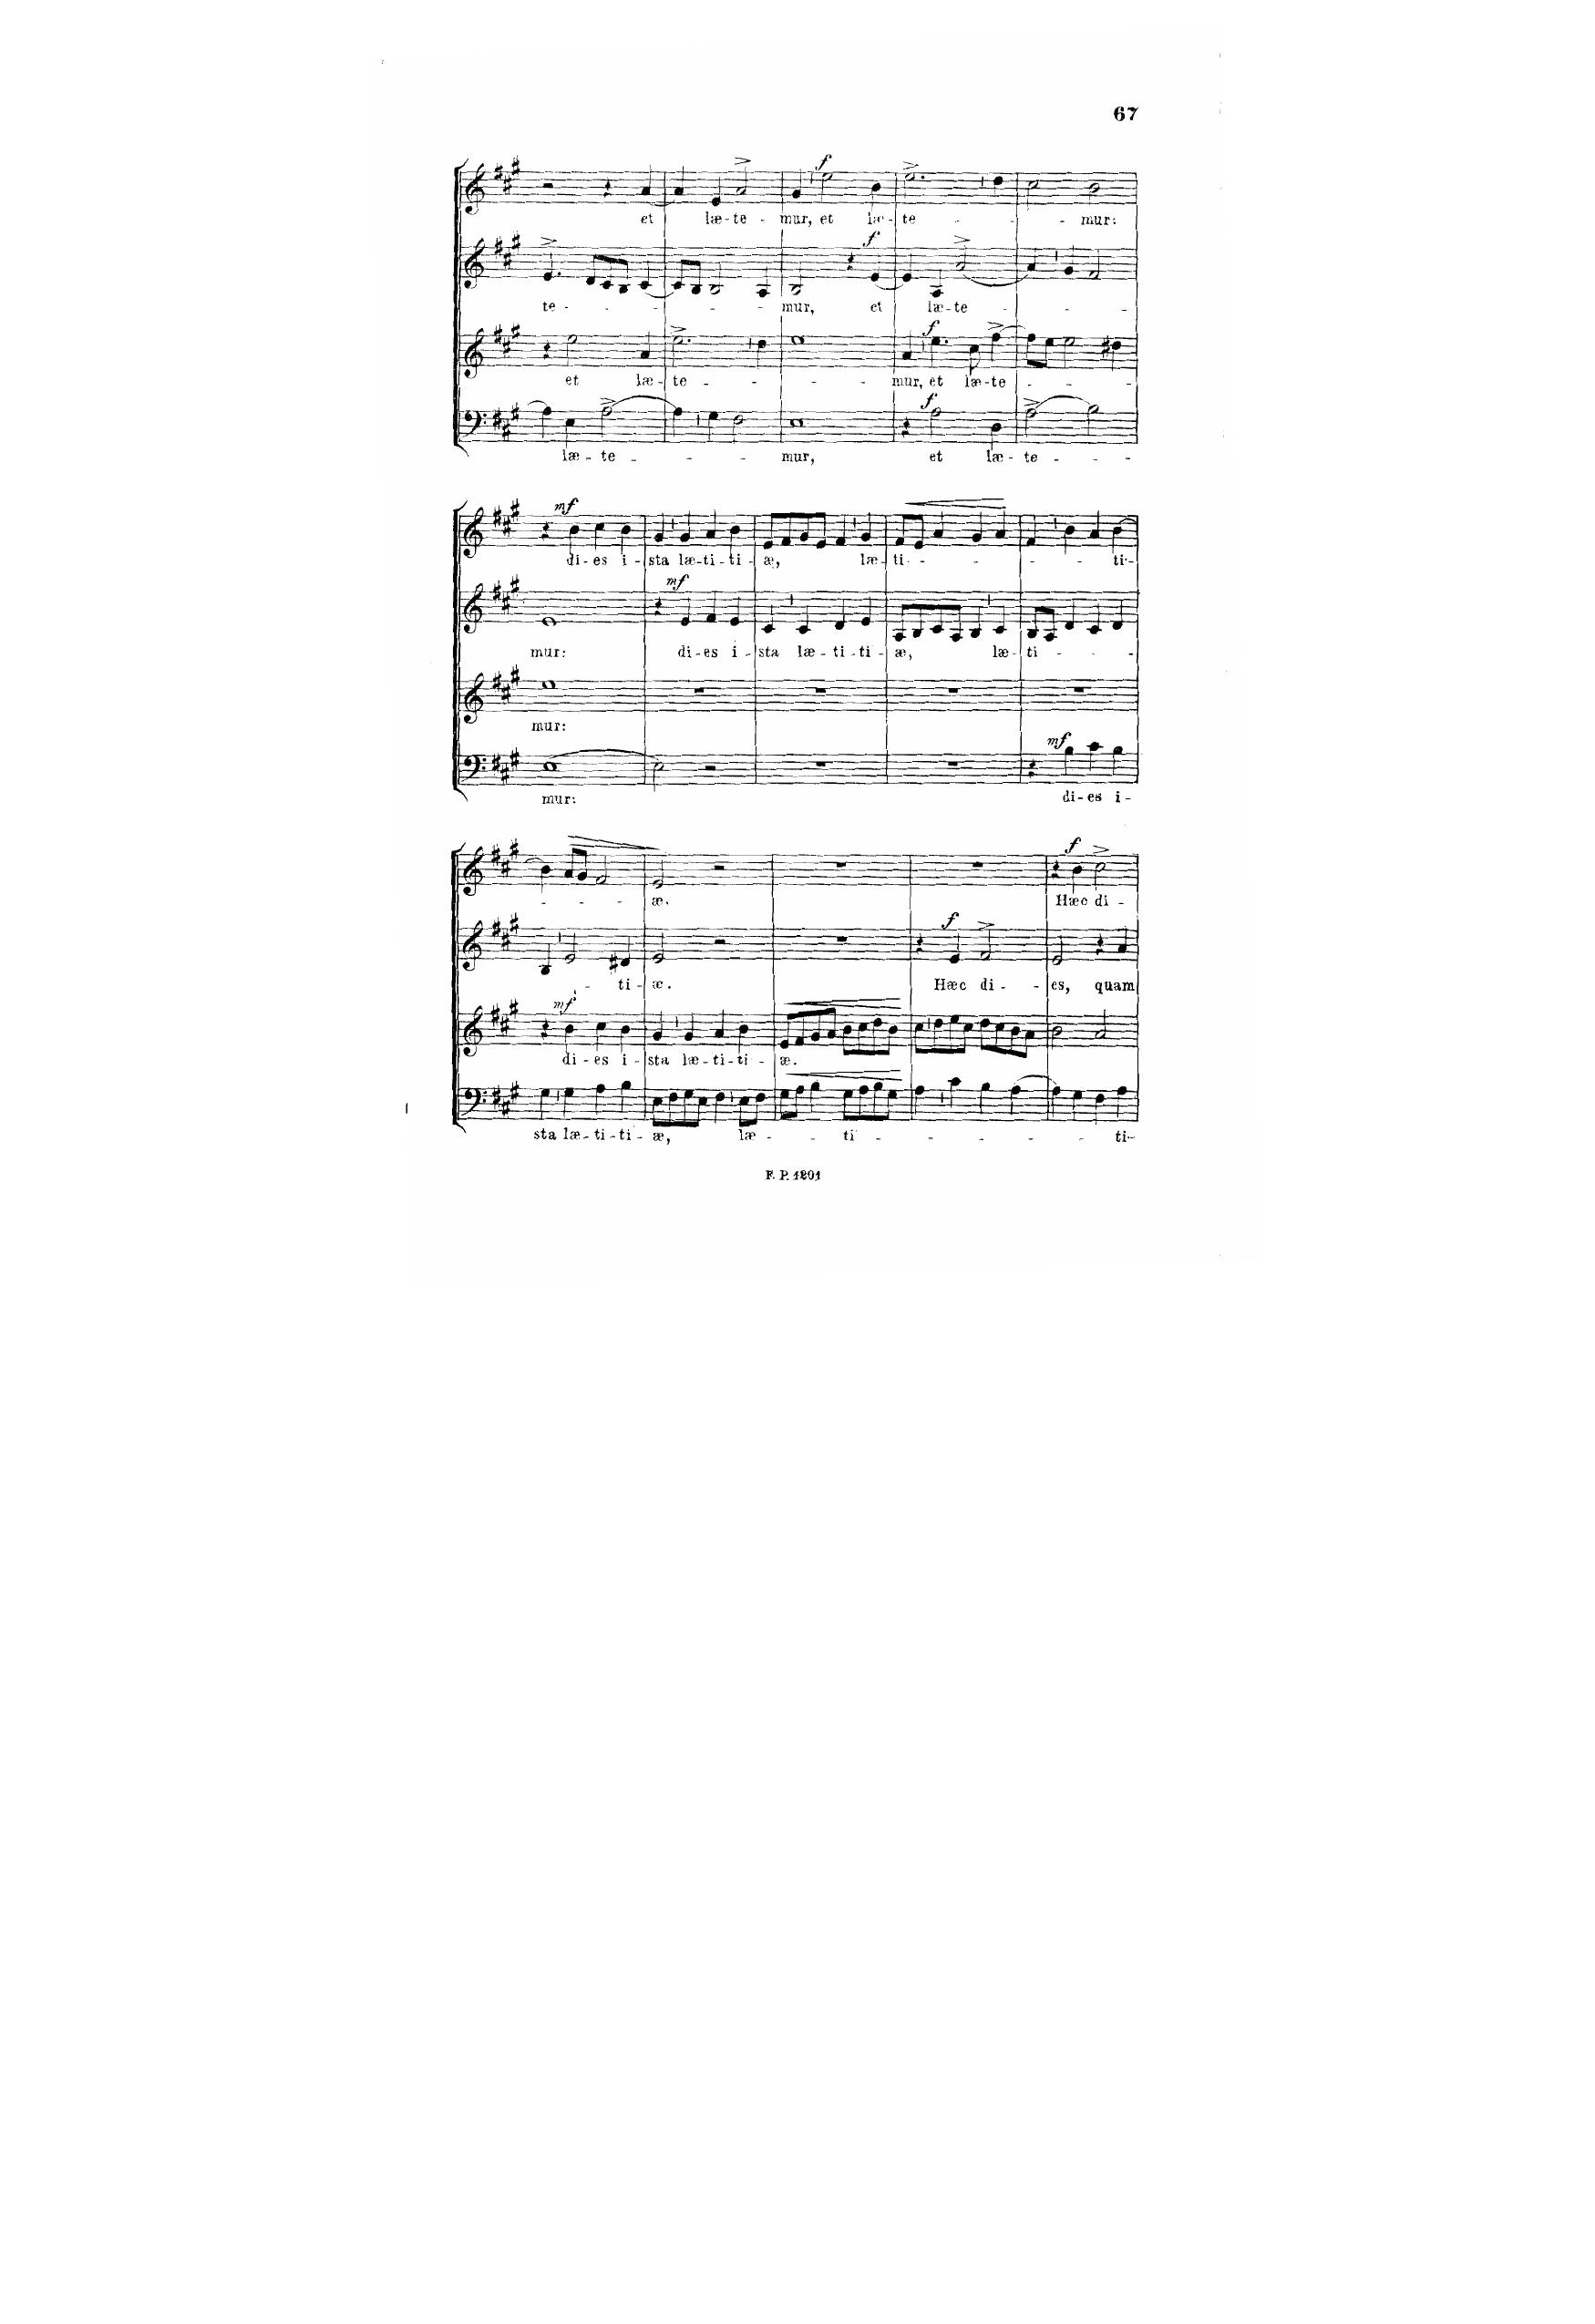 67
f
et læ-te - mur, et læ-te - - - mur:
f
te - - - - - - mur, et læ-te - - - -
f
et læ-te - - - - mur, et læ-te - - - -
f
læ-te - - - - mur, et læ-te - - -
mf
di-es i-sta læ-ti-ti-æ, læ-ti - - - - - - ti-
mf
mur: di-es i-sta læ-ti-ti-æ, læ-ti - - -
mur:
mf
mur: di-es i-
f
- - - æ. Hæc di-
f
- - ti-æ. Hæc di - -es, quam
mf
di-es i-sta læ-ti-ti-æ.
sta læ-ti-ti-æ, læ - - ti - - - - - - ti-
F. P. 1201